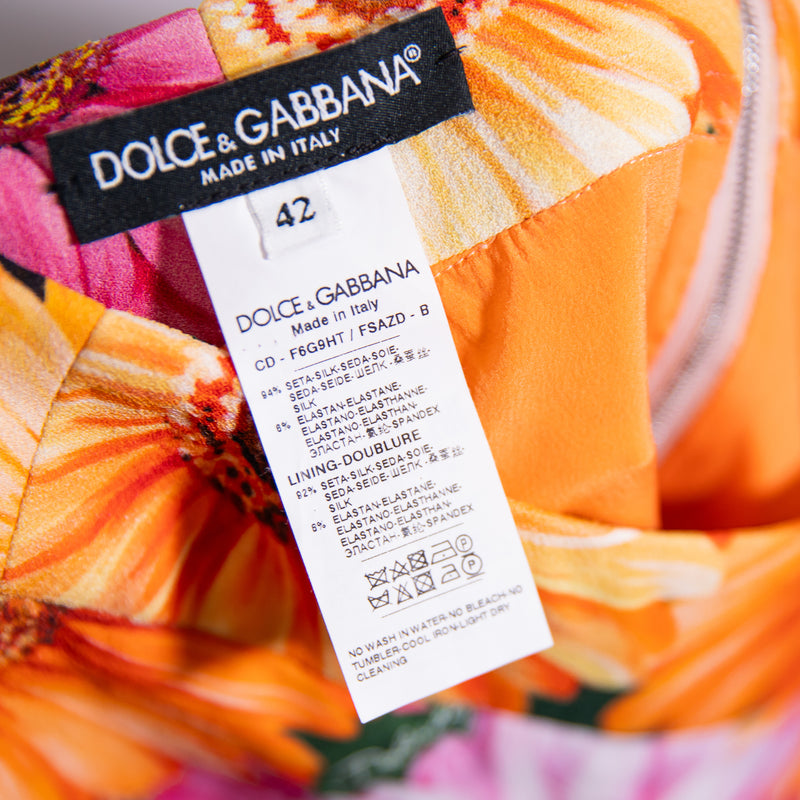 DOLCE & GABBANA®
MADE IN ITALY
42
DOLCE & GABBANA
Made in Italy
CD - F6G9HT / FSAZD - B
94% SETA-SILK-SEDA-SOIE-
SEDA-SEIDE-ШЕЛК-桑蚕丝
SILK
6% ELASTAN-ELASTANE-
ELASTANO-ELASTHANNE-
ELASTANO-ELASTHAN-
ЭЛАСТАН-氨纶-SPANDEX
LINING-DOUBLURE
92% SETA-SILK-SEDA-SOIE-
SEDA-SEIDE-ШЕЛК-桑蚕丝
SILK
8% ELASTAN-ELASTANE-
ELASTANO-ELASTHANNE-
ELASTANO-ELASTHAN-
ЭЛАСТАН-氨纶-SPANDEX
P
P
NO WASH IN WATER-NO BLEACH-NO
TUMBLER-COOL IRON-LIGHT DRY
CLEANING